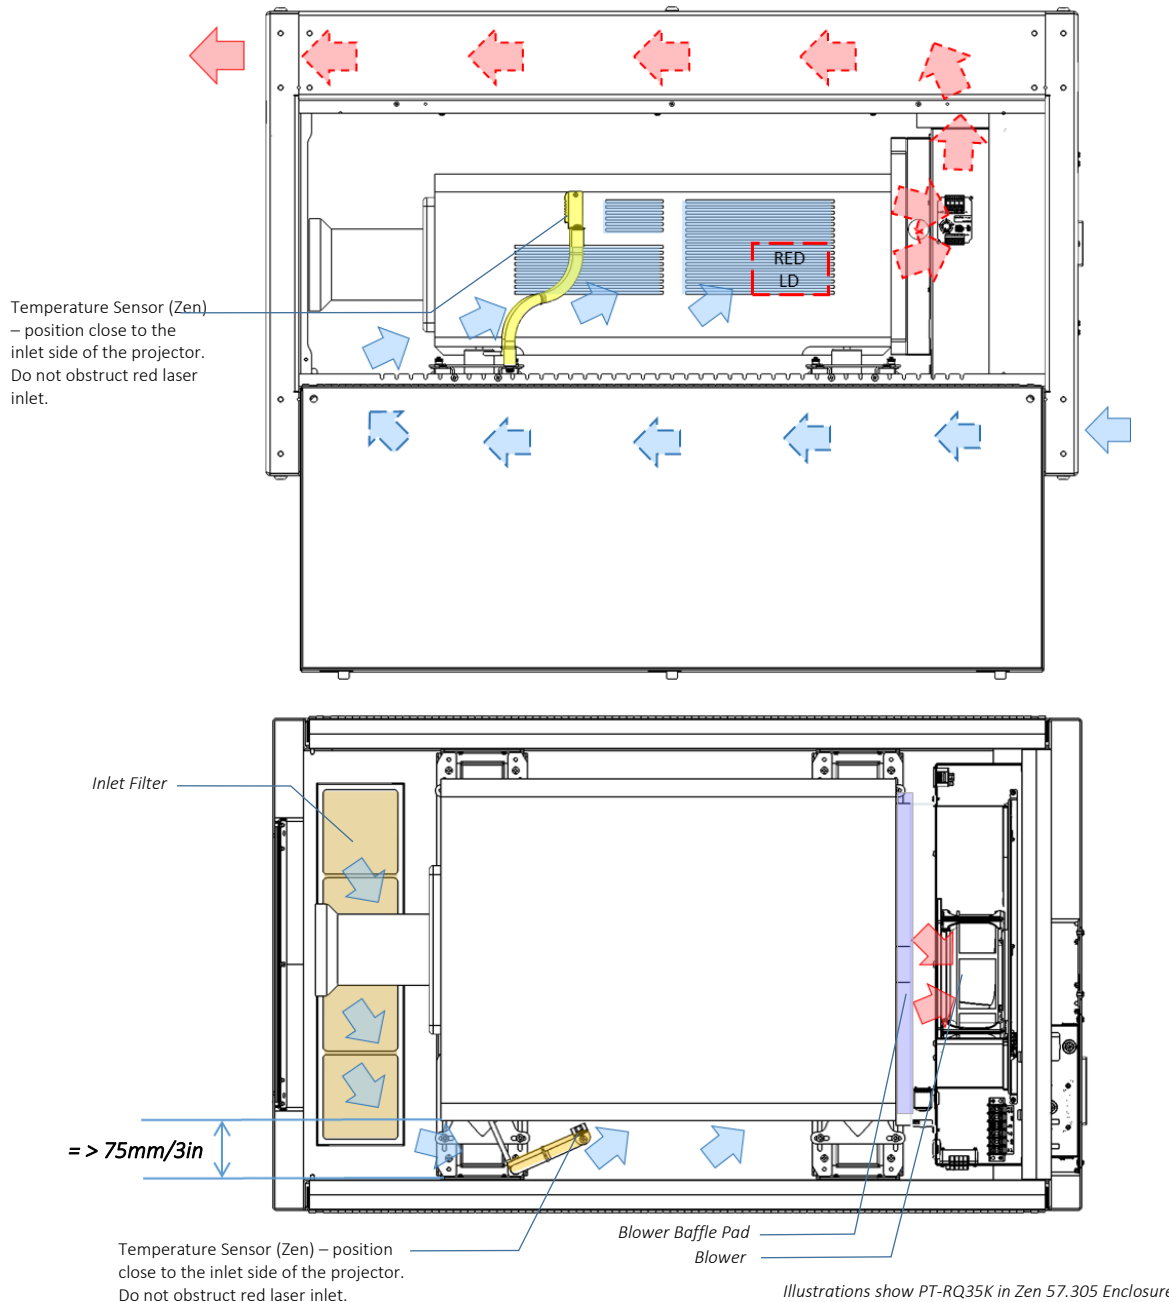 RED
LD
Temperature Sensor (Zen)
– position close to the
inlet side of the projector.
Do not obstruct red laser
inlet.
Inlet Filter
= > 75mm/3in
Blower Baffle Pad
Blower
Temperature Sensor (Zen) – position
close to the inlet side of the projector.
Do not obstruct red laser inlet.
Illustrations show PT-RQ35K in Zen 57.305 Enclosure